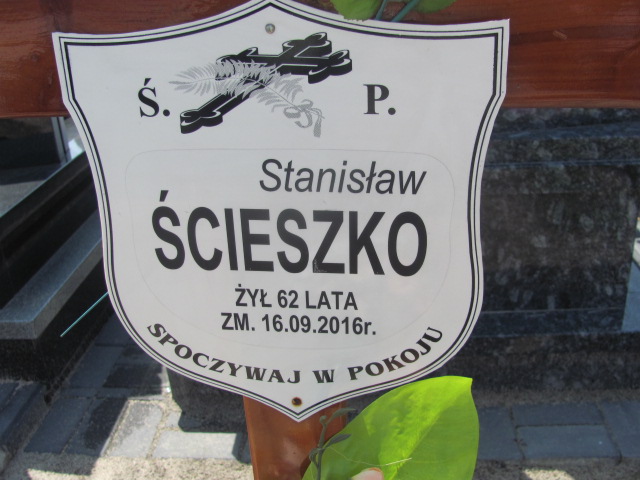 Ś. P.
Stanisław
ŚCIESZKO
ŻYŁ 62 LATA
ZM. 16.09.2016r.
SPOCZYWAJ W POKOJU